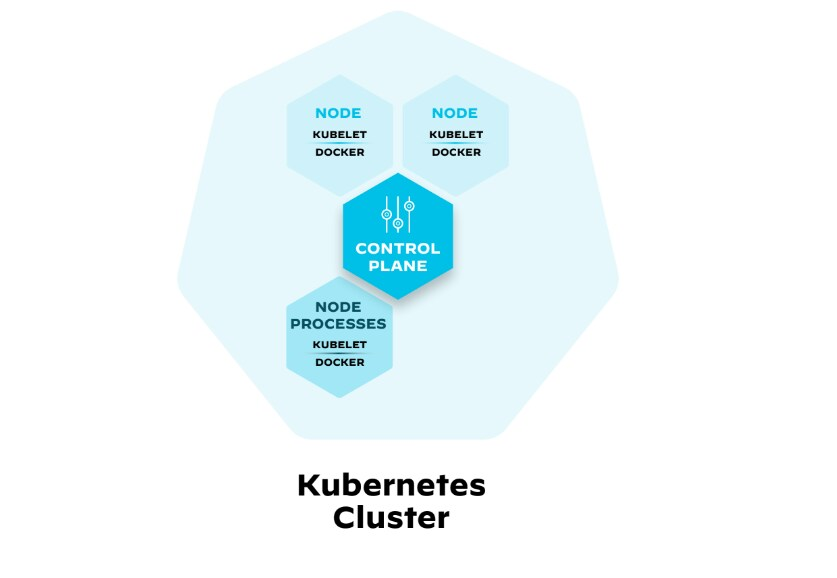 NODE
KUBELET
DOCKER
NODE
KUBELET
DOCKER
CONTROL
PLANE
NODE
PROCESSES
KUBELET
DOCKER
Kubernetes
Cluster